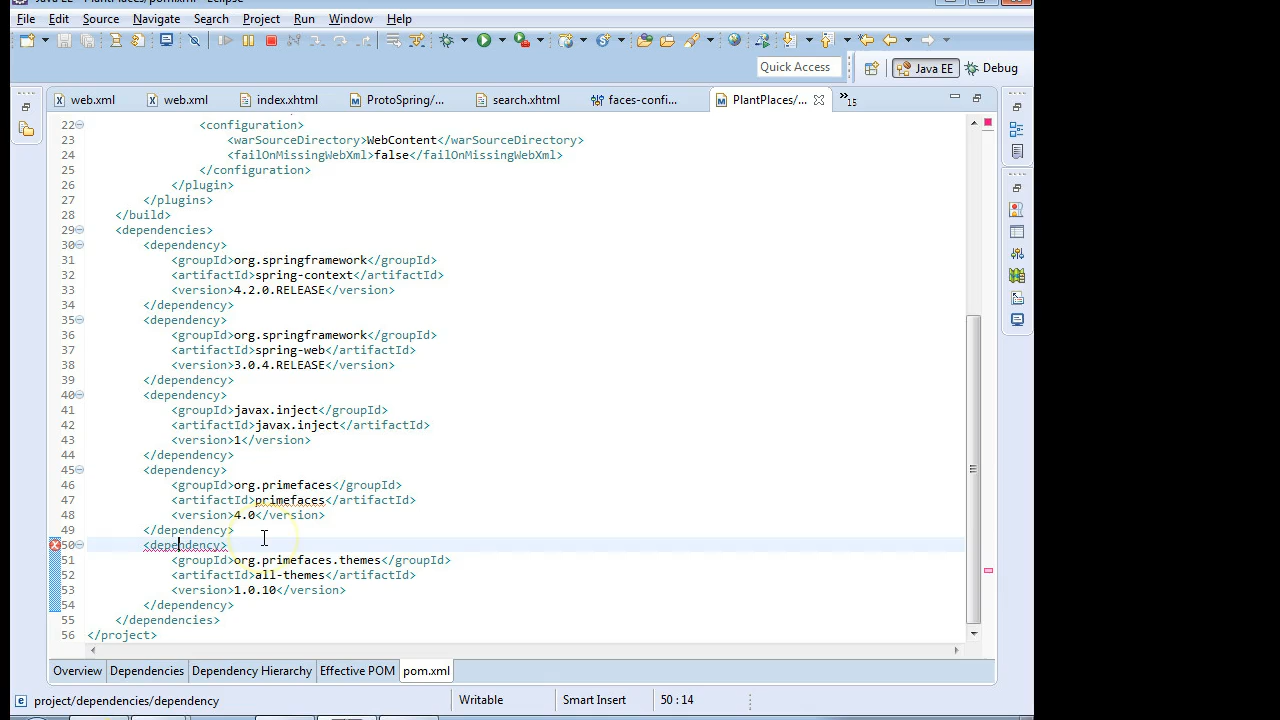 Java EE - PlantPlaces/pom.xml - Eclipse
File Edit Source Navigate Search Project Run Window Help
Quick Access
Java EE
Debug
web.xml
web.xml
index.xhtml
ProtoSpring/...
search.xhtml
faces-confi...
PlantPlaces/...
»15
22 <configuration>
23 <warSourceDirectory>WebContent</warSourceDirectory>
24 <failOnMissingWebXml>false</failOnMissingWebXml>
25 </configuration>
26 </plugin>
27 </plugins>
28 </build>
29 <dependencies>
30 <dependency>
31 <groupId>org.springframework</groupId>
32 <artifactId>spring-context</artifactId>
33 <version>4.2.0.RELEASE</version>
34 </dependency>
35 <dependency>
36 <groupId>org.springframework</groupId>
37 <artifactId>spring-web</artifactId>
38 <version>3.0.4.RELEASE</version>
39 </dependency>
40 <dependency>
41 <groupId>javax.inject</groupId>
42 <artifactId>javax.inject</artifactId>
43 <version>1</version>
44 </dependency>
45 <dependency>
46 <groupId>org.primefaces</groupId>
47 <artifactId>primefaces</artifactId>
48 <version>4.0</version>
49 </dependency>
50 <dependency>
51 <groupId>org.primefaces.themes</groupId>
52 <artifactId>all-themes</artifactId>
53 <version>1.0.10</version>
54 </dependency>
55 </dependencies>
56 </project>
Overview Dependencies Dependency Hierarchy Effective POM pom.xml
project/dependencies/dependency
Writable
Smart Insert
50 : 14